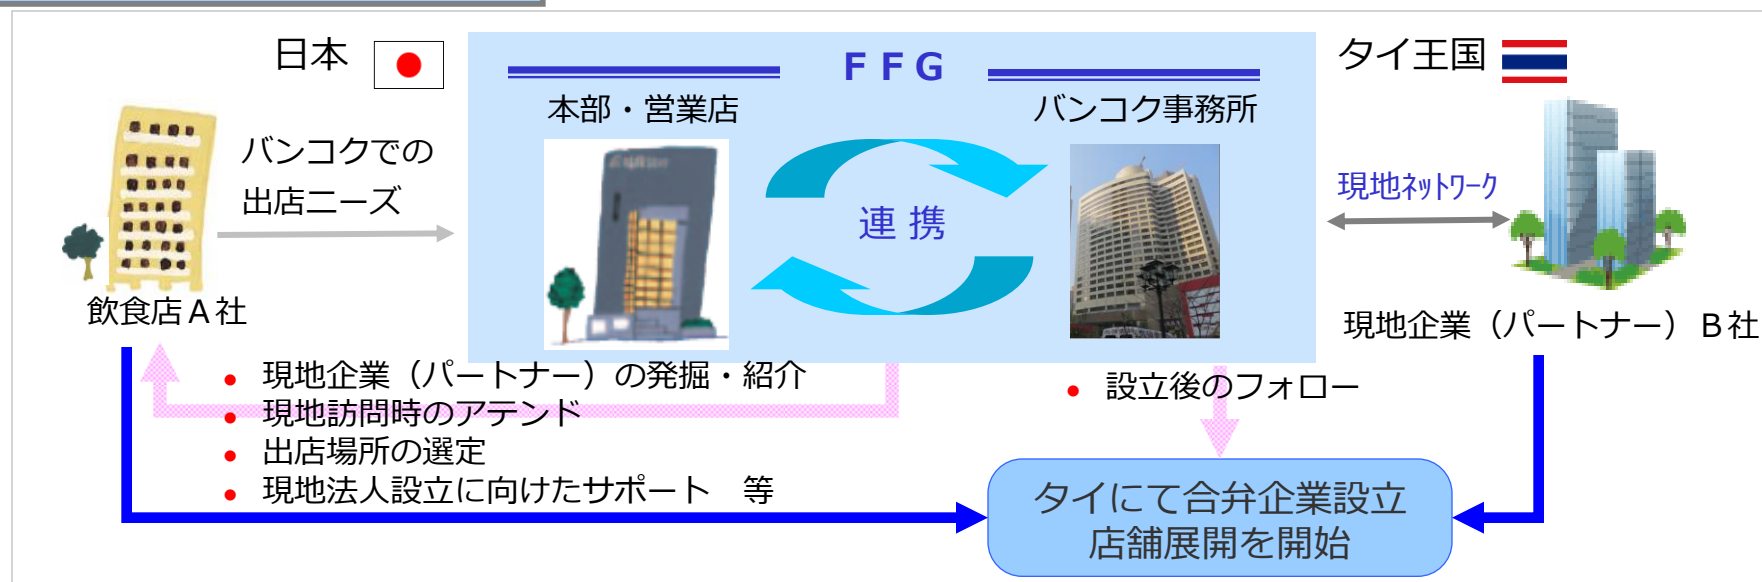 日本
ＦＦＧ
タイ王国
本部・営業店
バンコク事務所
バンコクでの
出店ニーズ
連 携
現地ﾈｯﾄﾜｰｸ
飲食店Ａ社
現地企業（パートナー）Ｂ社
● 現地企業（パートナー）の発掘・紹介
● 現地訪問時のアテンド
● 出店場所の選定
● 現地法人設立に向けたサポート　等
● 設立後のフォロー
タイにて合弁企業設立
店舗展開を開始